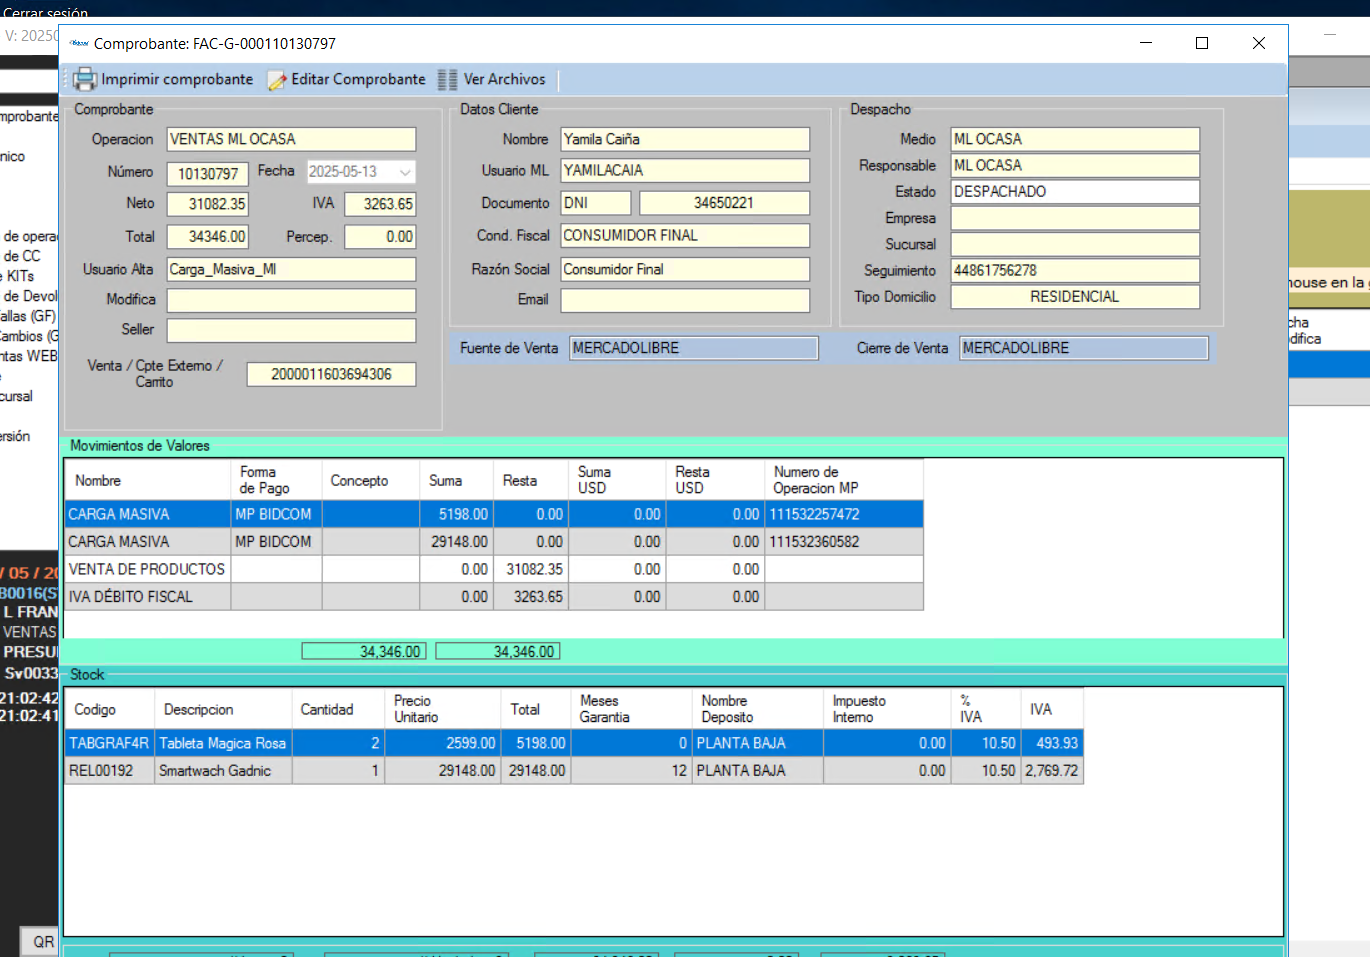 Cerrar sesión
Comprobante: FAC-G-000110130797
Imprimir comprobante Editar Comprobante Ver Archivos
Comprobante
Operacion VENTAS ML OCASA
Número 10130797 Fecha 2025-05-13
Neto 31082.35 IVA 3263.65
Total 34346.00 Percep. 0.00
Usuario Alta Carga_Masiva_Ml
Modifica
Seller
Venta / Cpte Externo /
Carrito 2000011603694306
Datos Cliente
Nombre Yamila Caiña
Usuario ML YAMILACAIA
Documento DNI 34650221
Cond. Fiscal CONSUMIDOR FINAL
Razón Social Consumidor Final
Email
Despacho
Medio ML OCASA
Responsable ML OCASA
Estado DESPACHADO
Empresa
Sucursal
Seguimiento 44861756278
Tipo Domicilio RESIDENCIAL
Fuente de Venta MERCADOLIBRE Cierre de Venta MERCADOLIBRE
Movimientos de Valores
Nombre Forma de Pago Concepto Suma Resta Suma USD Resta USD Numero de Operacion MP
CARGA MASIVA MP BIDCOM 5198.00 0.00 0.00 0.00 111532257472
CARGA MASIVA MP BIDCOM 29148.00 0.00 0.00 0.00 111532360582
VENTA DE PRODUCTOS 0.00 31082.35 0.00 0.00
IVA DÉBITO FISCAL 0.00 3263.65 0.00 0.00
34,346.00 34,346.00
Stock
Codigo Descripcion Cantidad Precio Unitario Total Meses Garantia Nombre Deposito Impuesto Interno % IVA IVA
TABGRAF4R Tableta Magica Rosa 2 2599.00 5198.00 0 PLANTA BAJA 0.00 10.50 493.93
REL00192 Smartwach Gadnic 1 29148.00 29148.00 12 PLANTA BAJA 0.00 10.50 2,769.72
V: 2025
de CC
KITs
de Devol
allas (GF)
ntas WEB
/ 05 / 20
B0016(S
L FRAN
VENTAS
PRESU
Sv0033
21:02:42
21:02:41
QR
mouse en la